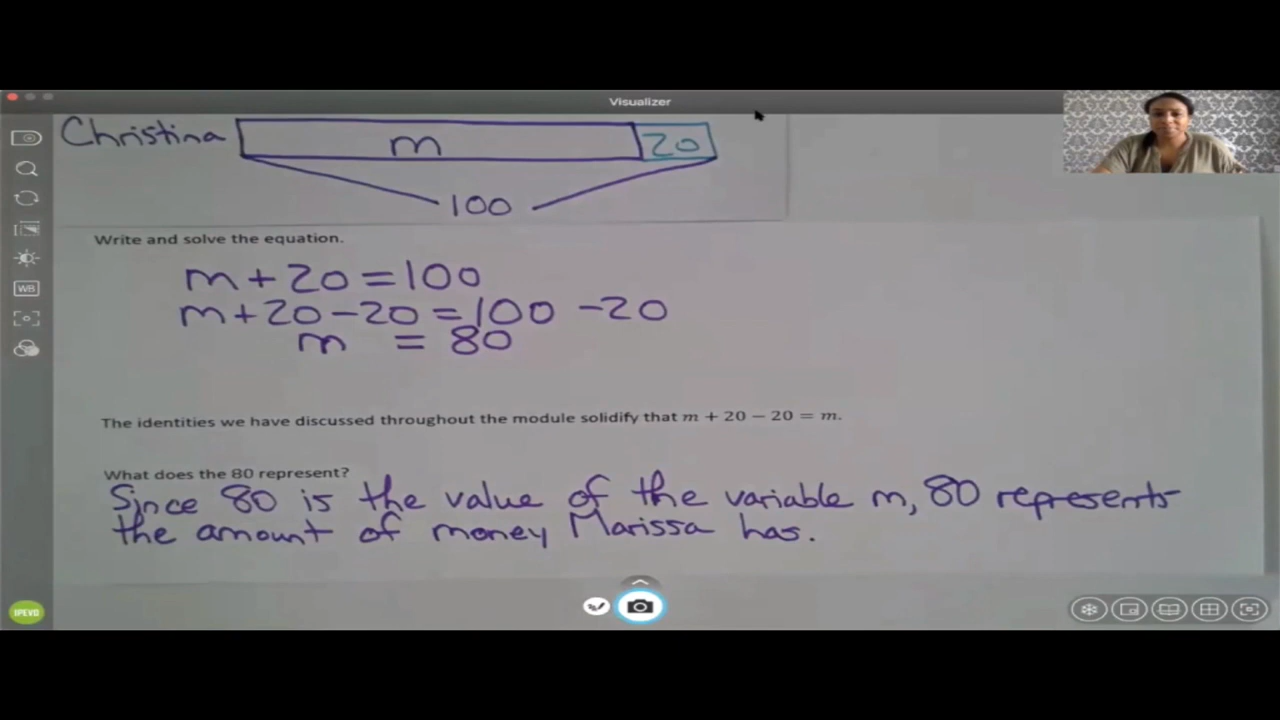 Visualizer
Christina m 20
100
Write and solve the equation.
m + 20 = 100
m + 20 - 20 = 100 - 20
m = 80
The identities we have discussed throughout the module solidify that m + 20 − 20 = m.
What does the 80 represent?
Since 80 is the value of the variable m, 80 represents
the amount of money Marissa has.
WB
IPEVO